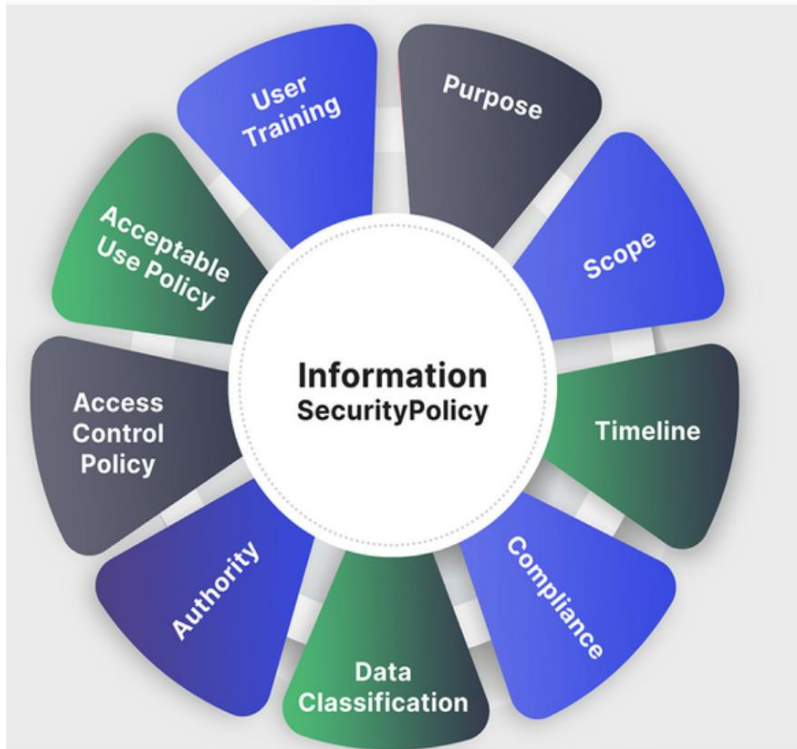 Information
SecurityPolicy
Purpose
Scope
Timeline
Compliance
Data
Classification
Authority
Access
Control
Policy
Acceptable
Use Policy
User
Training